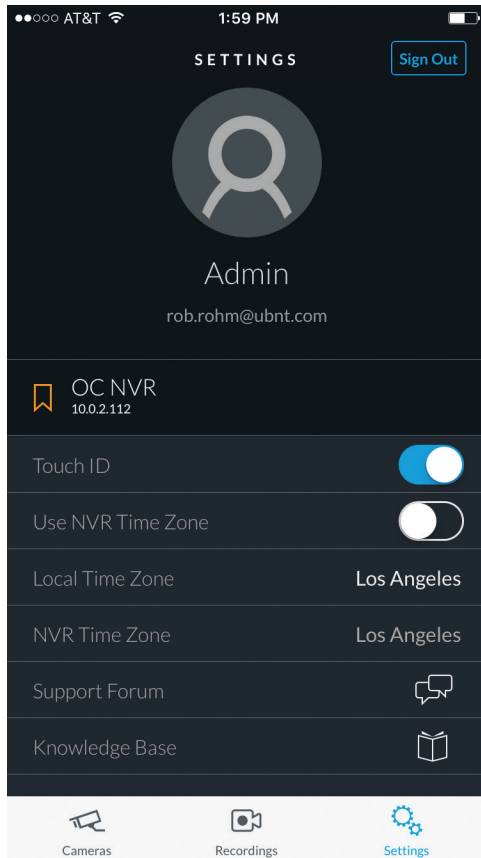 AT&T 1:59 PM
SETTINGS Sign Out
Admin
rob.rohm@ubnt.com
OC NVR
10.0.2.112
Touch ID
Use NVR Time Zone
Local Time Zone Los Angeles
NVR Time Zone Los Angeles
Support Forum
Knowledge Base
Cameras Recordings Settings